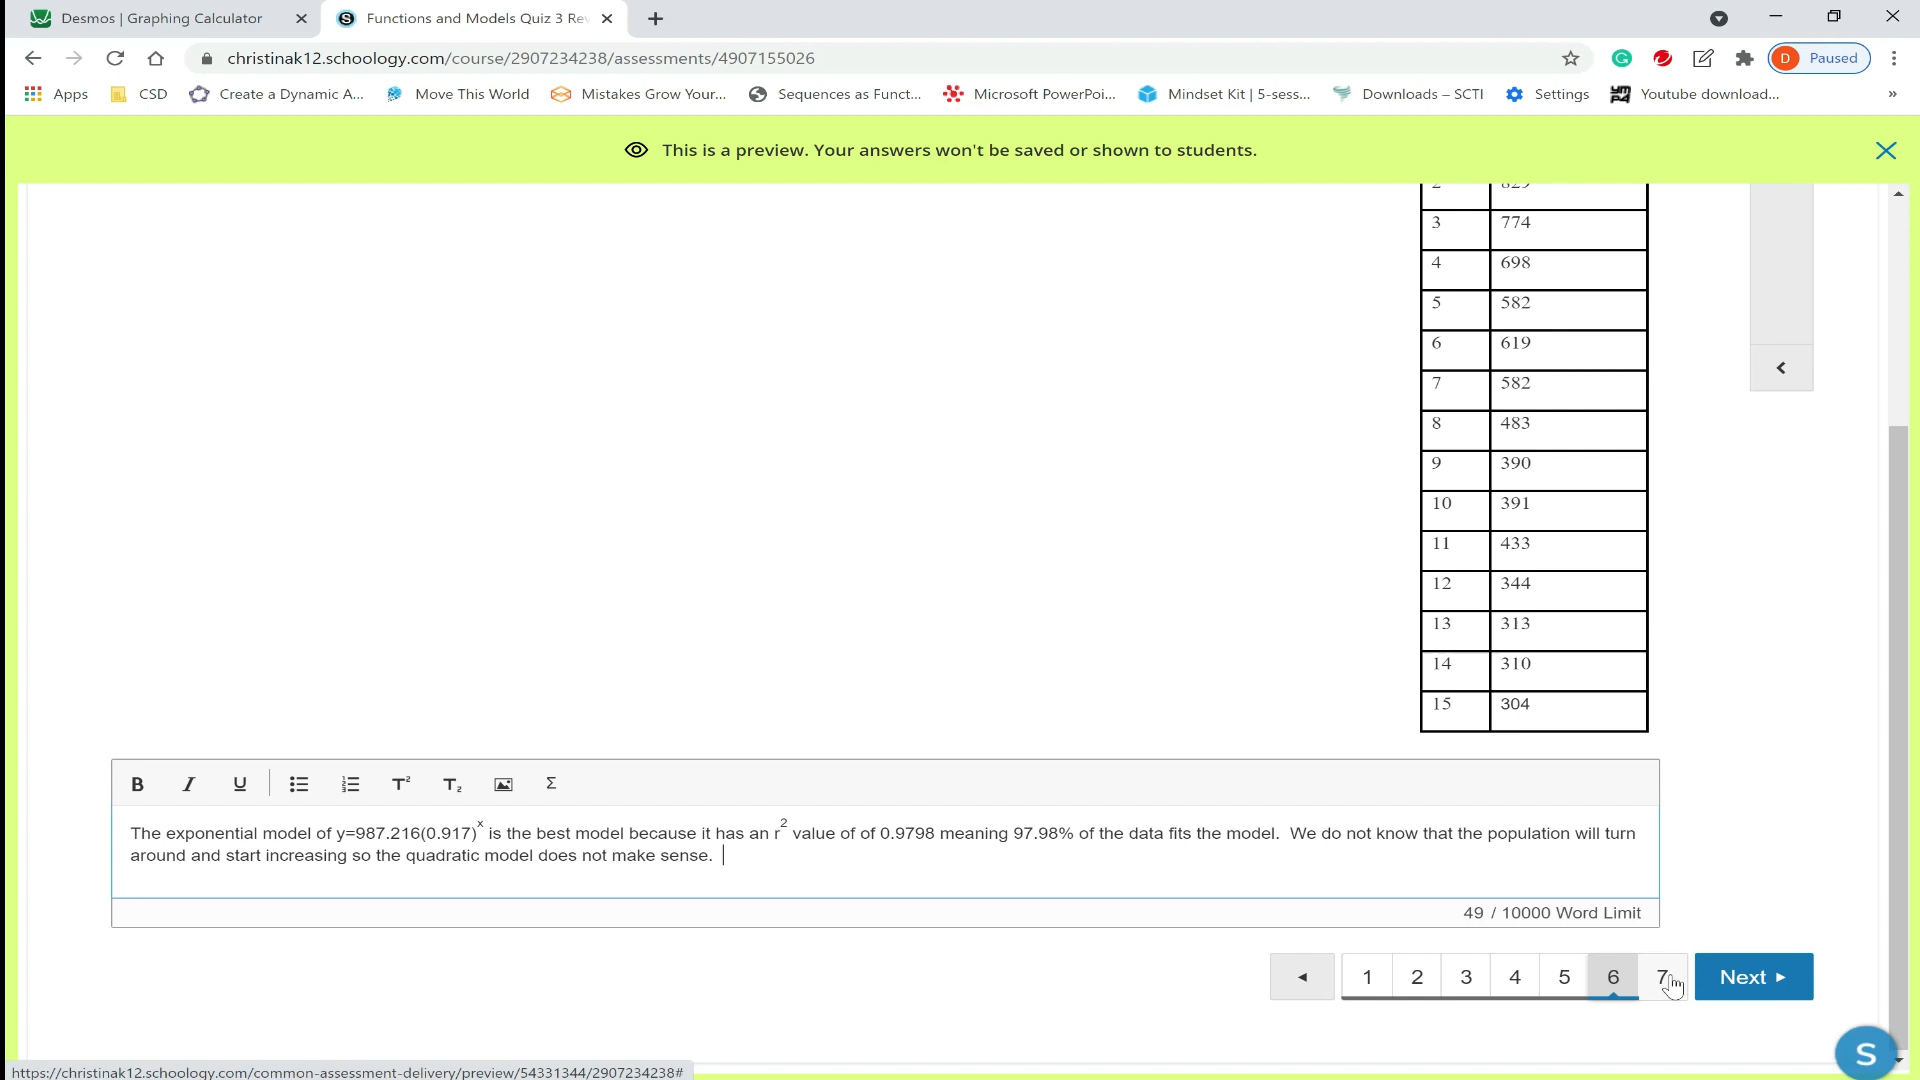 Desmos | Graphing Calculator
Functions and Models Quiz 3 Re
christinak12.schoology.com/course/2907234238/assessments/4907155026
D Paused
Apps CSD Create a Dynamic A... Move This World Mistakes Grow Your... Sequences as Funct... Microsoft PowerPoi... Mindset Kit | 5-sess... Downloads – SCTI Settings Youtube download... »
This is a preview. Your answers won't be saved or shown to students.
3 774
4 698
5 582
6 619
7 582
8 483
9 390
10 391
11 433
12 344
13 313
14 310
15 304
B I U T² T₂ Σ
The exponential model of y=987.216(0.917)^x is the best model because it has an r² value of of 0.9798 meaning 97.98% of the data fits the model. We do not know that the population will turn
around and start increasing so the quadratic model does not make sense.
49 / 10000 Word Limit
1 2 3 4 5 6 7 Next
S
https://christinak12.schoology.com/common-assessment-delivery/preview/54331344/2907234238#